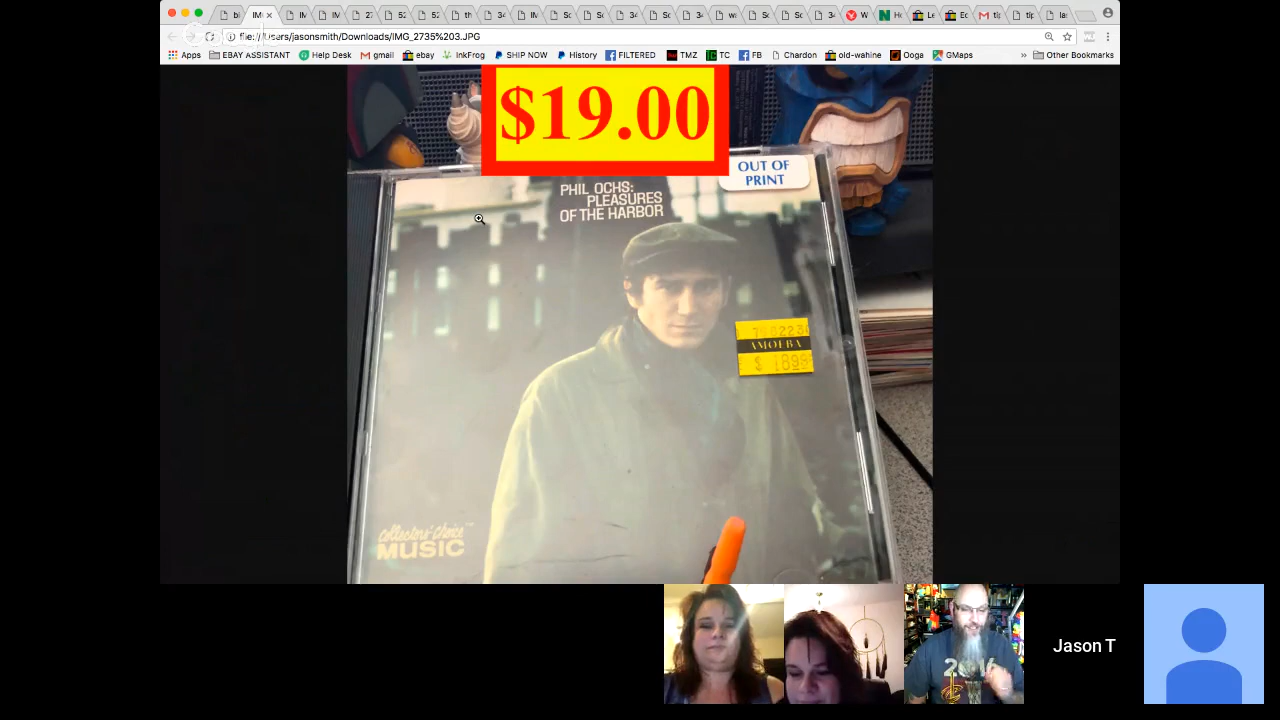 file:///Users/jasonsmith/Downloads/IMG_2735%203.JPG
Apps EBAY ASSISTANT Help Desk gmail ebay InkFrog SHIP NOW History FILTERED TMZ TC FB Chardon old-wahine Ooga GMaps » Other Bookmarks
$19.00
OUT OF
PRINT
PHIL OCHS:
PLEASURES
OF THE HARBOR
AMOEBA
collectors' choice™
MUSIC
2016
Jason T